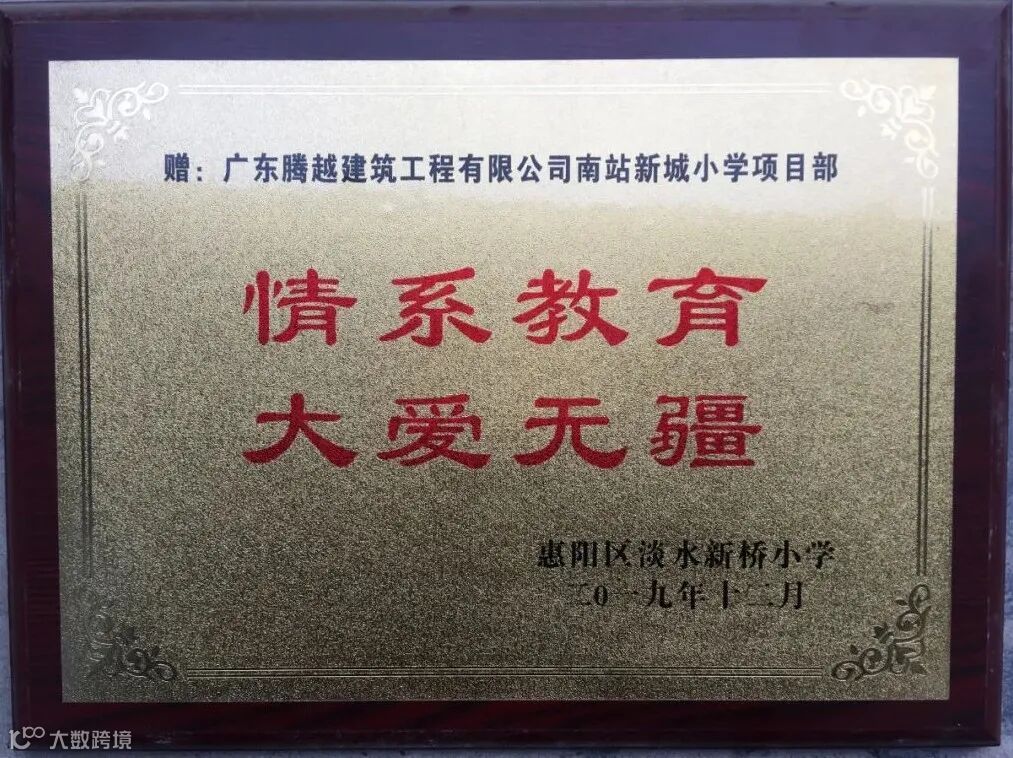 赠：广东腾越建筑工程有限公司南站新城小学项目部
情系教育
大爱无疆
惠阳区淡水新桥小学
二0一九年十二月
大数跨境